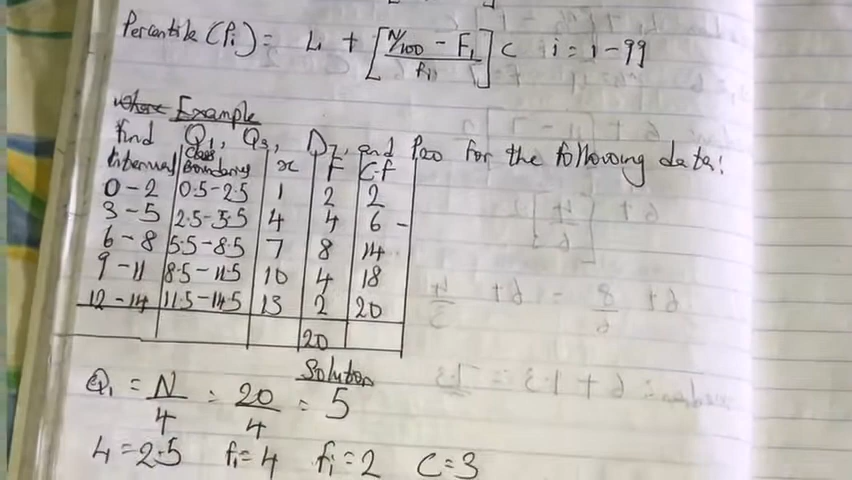 Percentile (Pi) = L1 + [N/100 - F1 / fi] C i = 1 - 99
Example
find Q1, Q3, D7, and P20 for the following data:
Interval class Boundary x F C.F
0 - 2 0.5 - 2.5 1 2 2
3 - 5 2.5 - 5.5 4 4 6 -
6 - 8 5.5 - 8.5 7 8 14
9 - 11 8.5 - 11.5 10 4 18
12 - 14 11.5 - 14.5 13 2 20
20
Solution
Q1 = N/4 = 20/4 = 5
L1 = 2.5 f1 = 4 fi = 2 C = 3